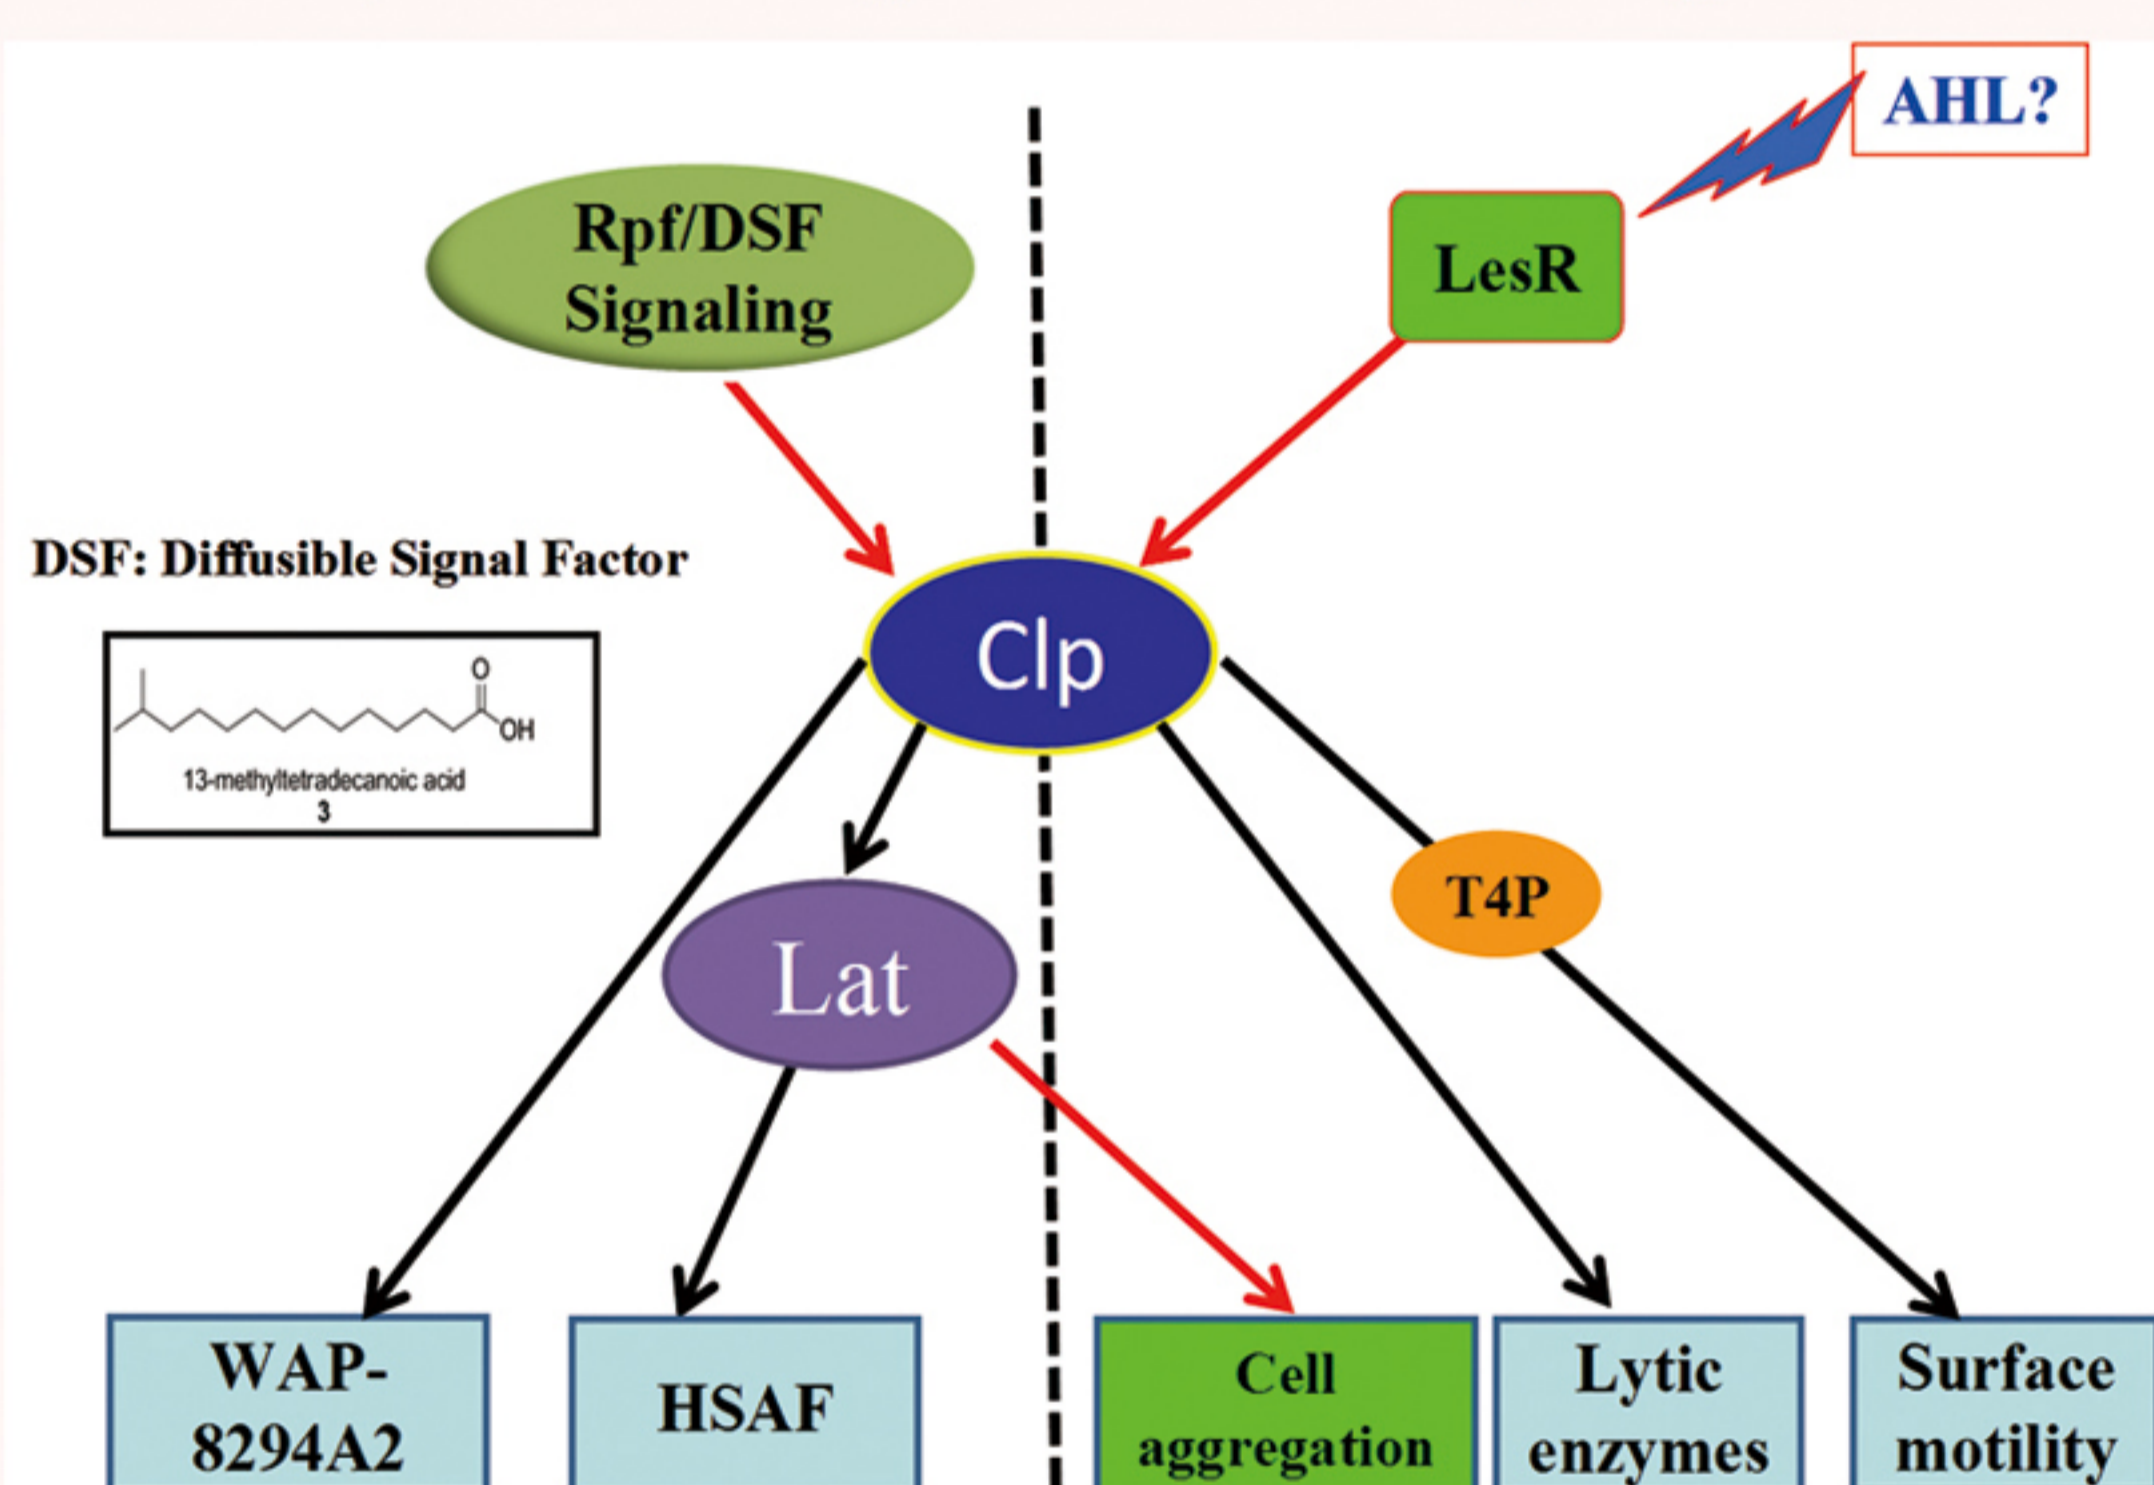 AHL?
Rpf/DSF
Signaling
LesR
DSF: Diffusible Signal Factor
Clp
O
OH
13-methyltetradecanoic acid
3
T4P
Lat
WAP-
8294A2
HSAF
Cell
aggregation
Lytic
enzymes
Surface
motility